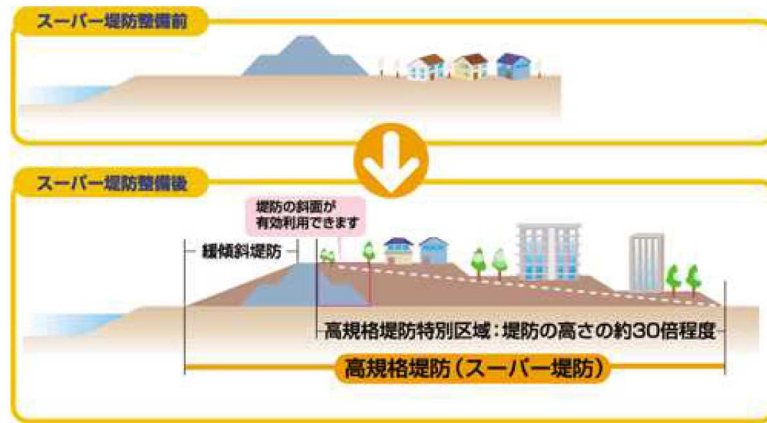 スーパー堤防整備前
スーパー堤防整備後
堤防の斜面が
有効利用できます
緩傾斜堤防
高規格堤防特別区域:堤防の高さの約30倍程度
高規格堤防(スーパー堤防)